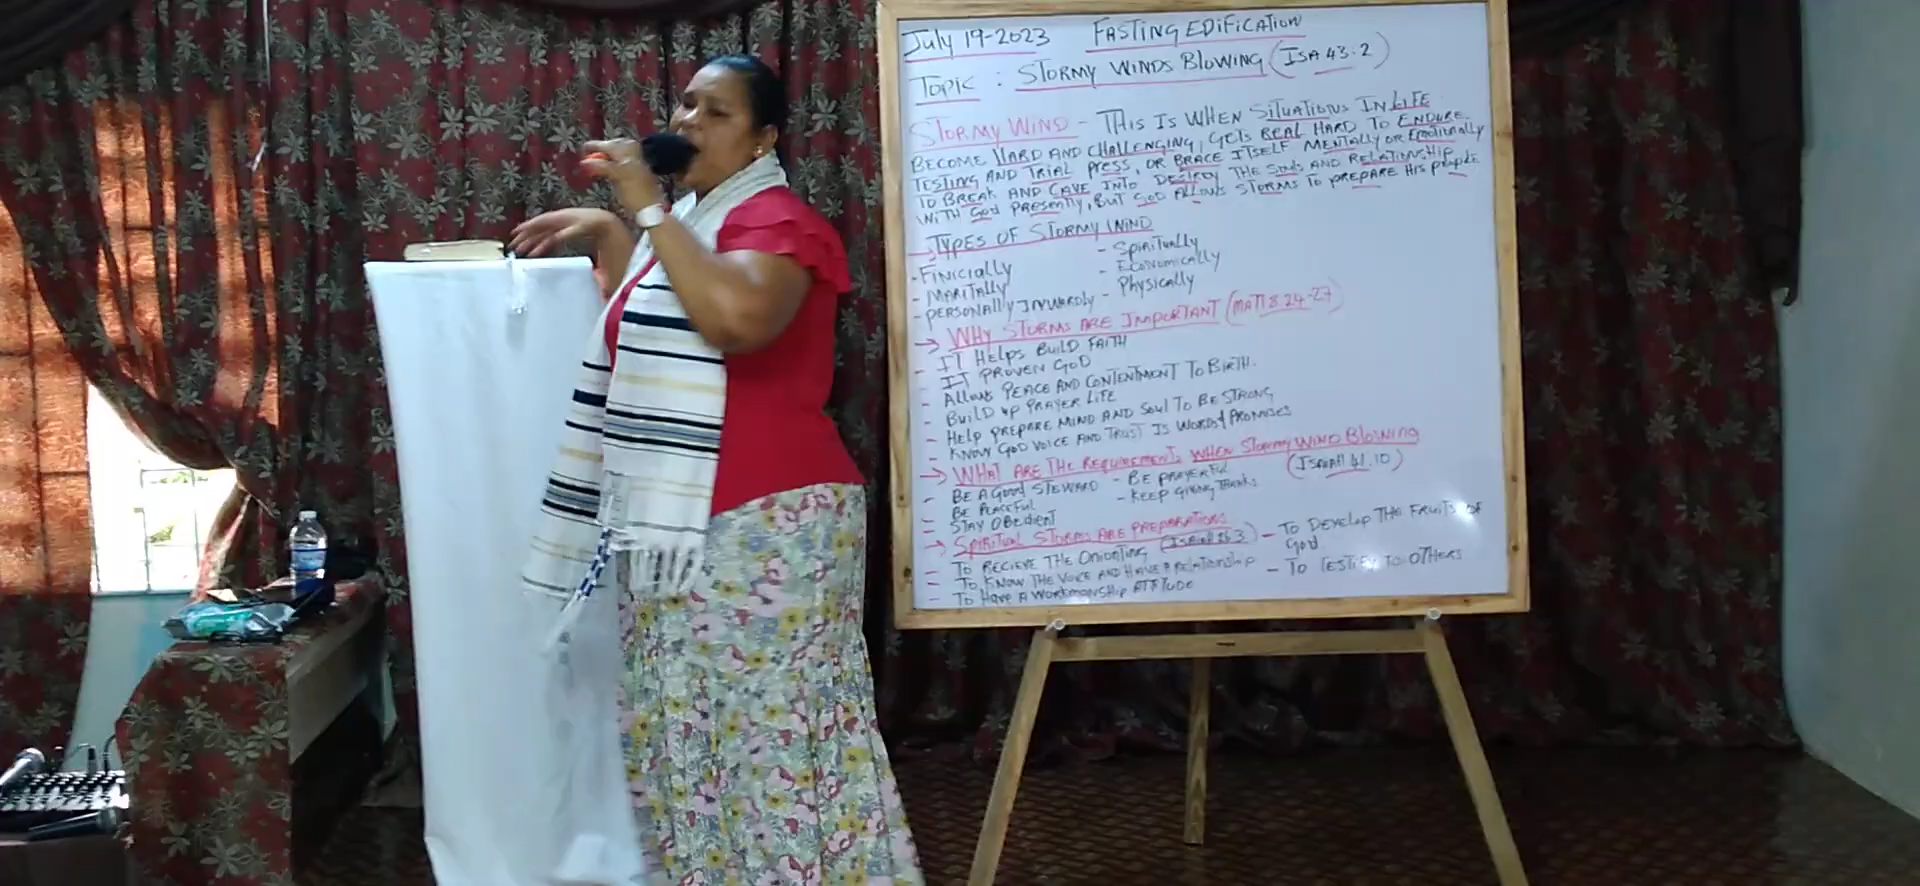 July 19-2023 FASTING EDIFICATION
TOPIC : STORMY WINDS BLOWING (ISA 43:2)
STORMY WIND - THIS IS WHEN SITUATIONS IN LIFE
BECOME HARD AND CHALLENGING, GETS REAL HARD TO ENDURE.
TESTING AND TRIAL PRESS, OR BRACE ITSELF MENTALLY OR EMOTIONALLY
TO BREAK AND CAVE INTO DESTROY THE SOUL AND RELATIONSHIP
WITH GOD PRESENTLY, BUT GOD ALLOWS STORMS TO PREPARE HIS PEOPLE
→ TYPES OF STORMY WIND
- FINICIALLY - SPIRITUALLY
- MARITALLY - ECONOMICALLY
- PERSONALLY INWARDLY - PHYSICALLY
→ WHY STORMS ARE IMPORTANT (MATT 8:24-27)
- IT HELPS BUILD FAITH
- IT PROVEN GOD
- ALLOWS PEACE AND CONTENTMENT TO BIRTH.
- BUILD UP PRAYER LIFE
- HELP PREPARE MIND AND SOUL TO BE STRONG
- KNOW GOD VOICE AND TRUST IS WORDS & PROMISES
→ WHAT ARE THE REQUIREMENTS WHEN STORMY WIND BLOWING
- BE A GOOD STEWARD - BE PRAYERFUL (ISAIAH 41:10)
- BE PEACEFUL - KEEP GIVING THANKS
- STAY OBEDIENT
→ SPIRITUAL STORMS ARE PREPARATIONS (ISAIAH 26:3) - TO DEVELOP THE FRUITS OF GOD
- TO RECIEVE THE ONIONTING
- TO KNOW THE VOICE AND HAVE A RELATIONSHIP - TO TESTIFY TO OTHERS
- TO HAVE A WORKMONSHIP ATTITUDE